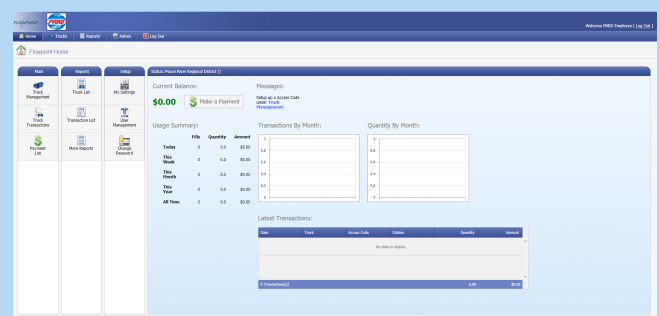 FLOWPOINT PRRD
Welcome PRRD Employee [ Log Out ]
Home Trucks Reports Admin Log Out
Flowpoint Home
Main Reports Setup Status: Peace River Regional District ()
Truck Management
Truck Transactions
Payment List
Truck List
Transaction List
More Reports
My Settings
User Management
Change Password
Current Balance:
$0.00 Make a Payment
Messages:
Setup up a Access Code
under Truck
Management
Usage Summary:
Fills Quantity Amount
Today 0 0.0 $0.00
This Week 0 0.0 $0.00
This Month 0 0.0 $0.00
This Year 0 0.0 $0.00
All Time 0 0.0 $0.00
Transactions By Month:
1
0.8
0.6
0.4
0.2
0
Quantity By Month:
1
0.8
0.6
0.4
0.2
0
Latest Transactions:
Date Truck Access Code Station Quantity Amount
No data to display
0 Transaction(s) 0.00 $0.00